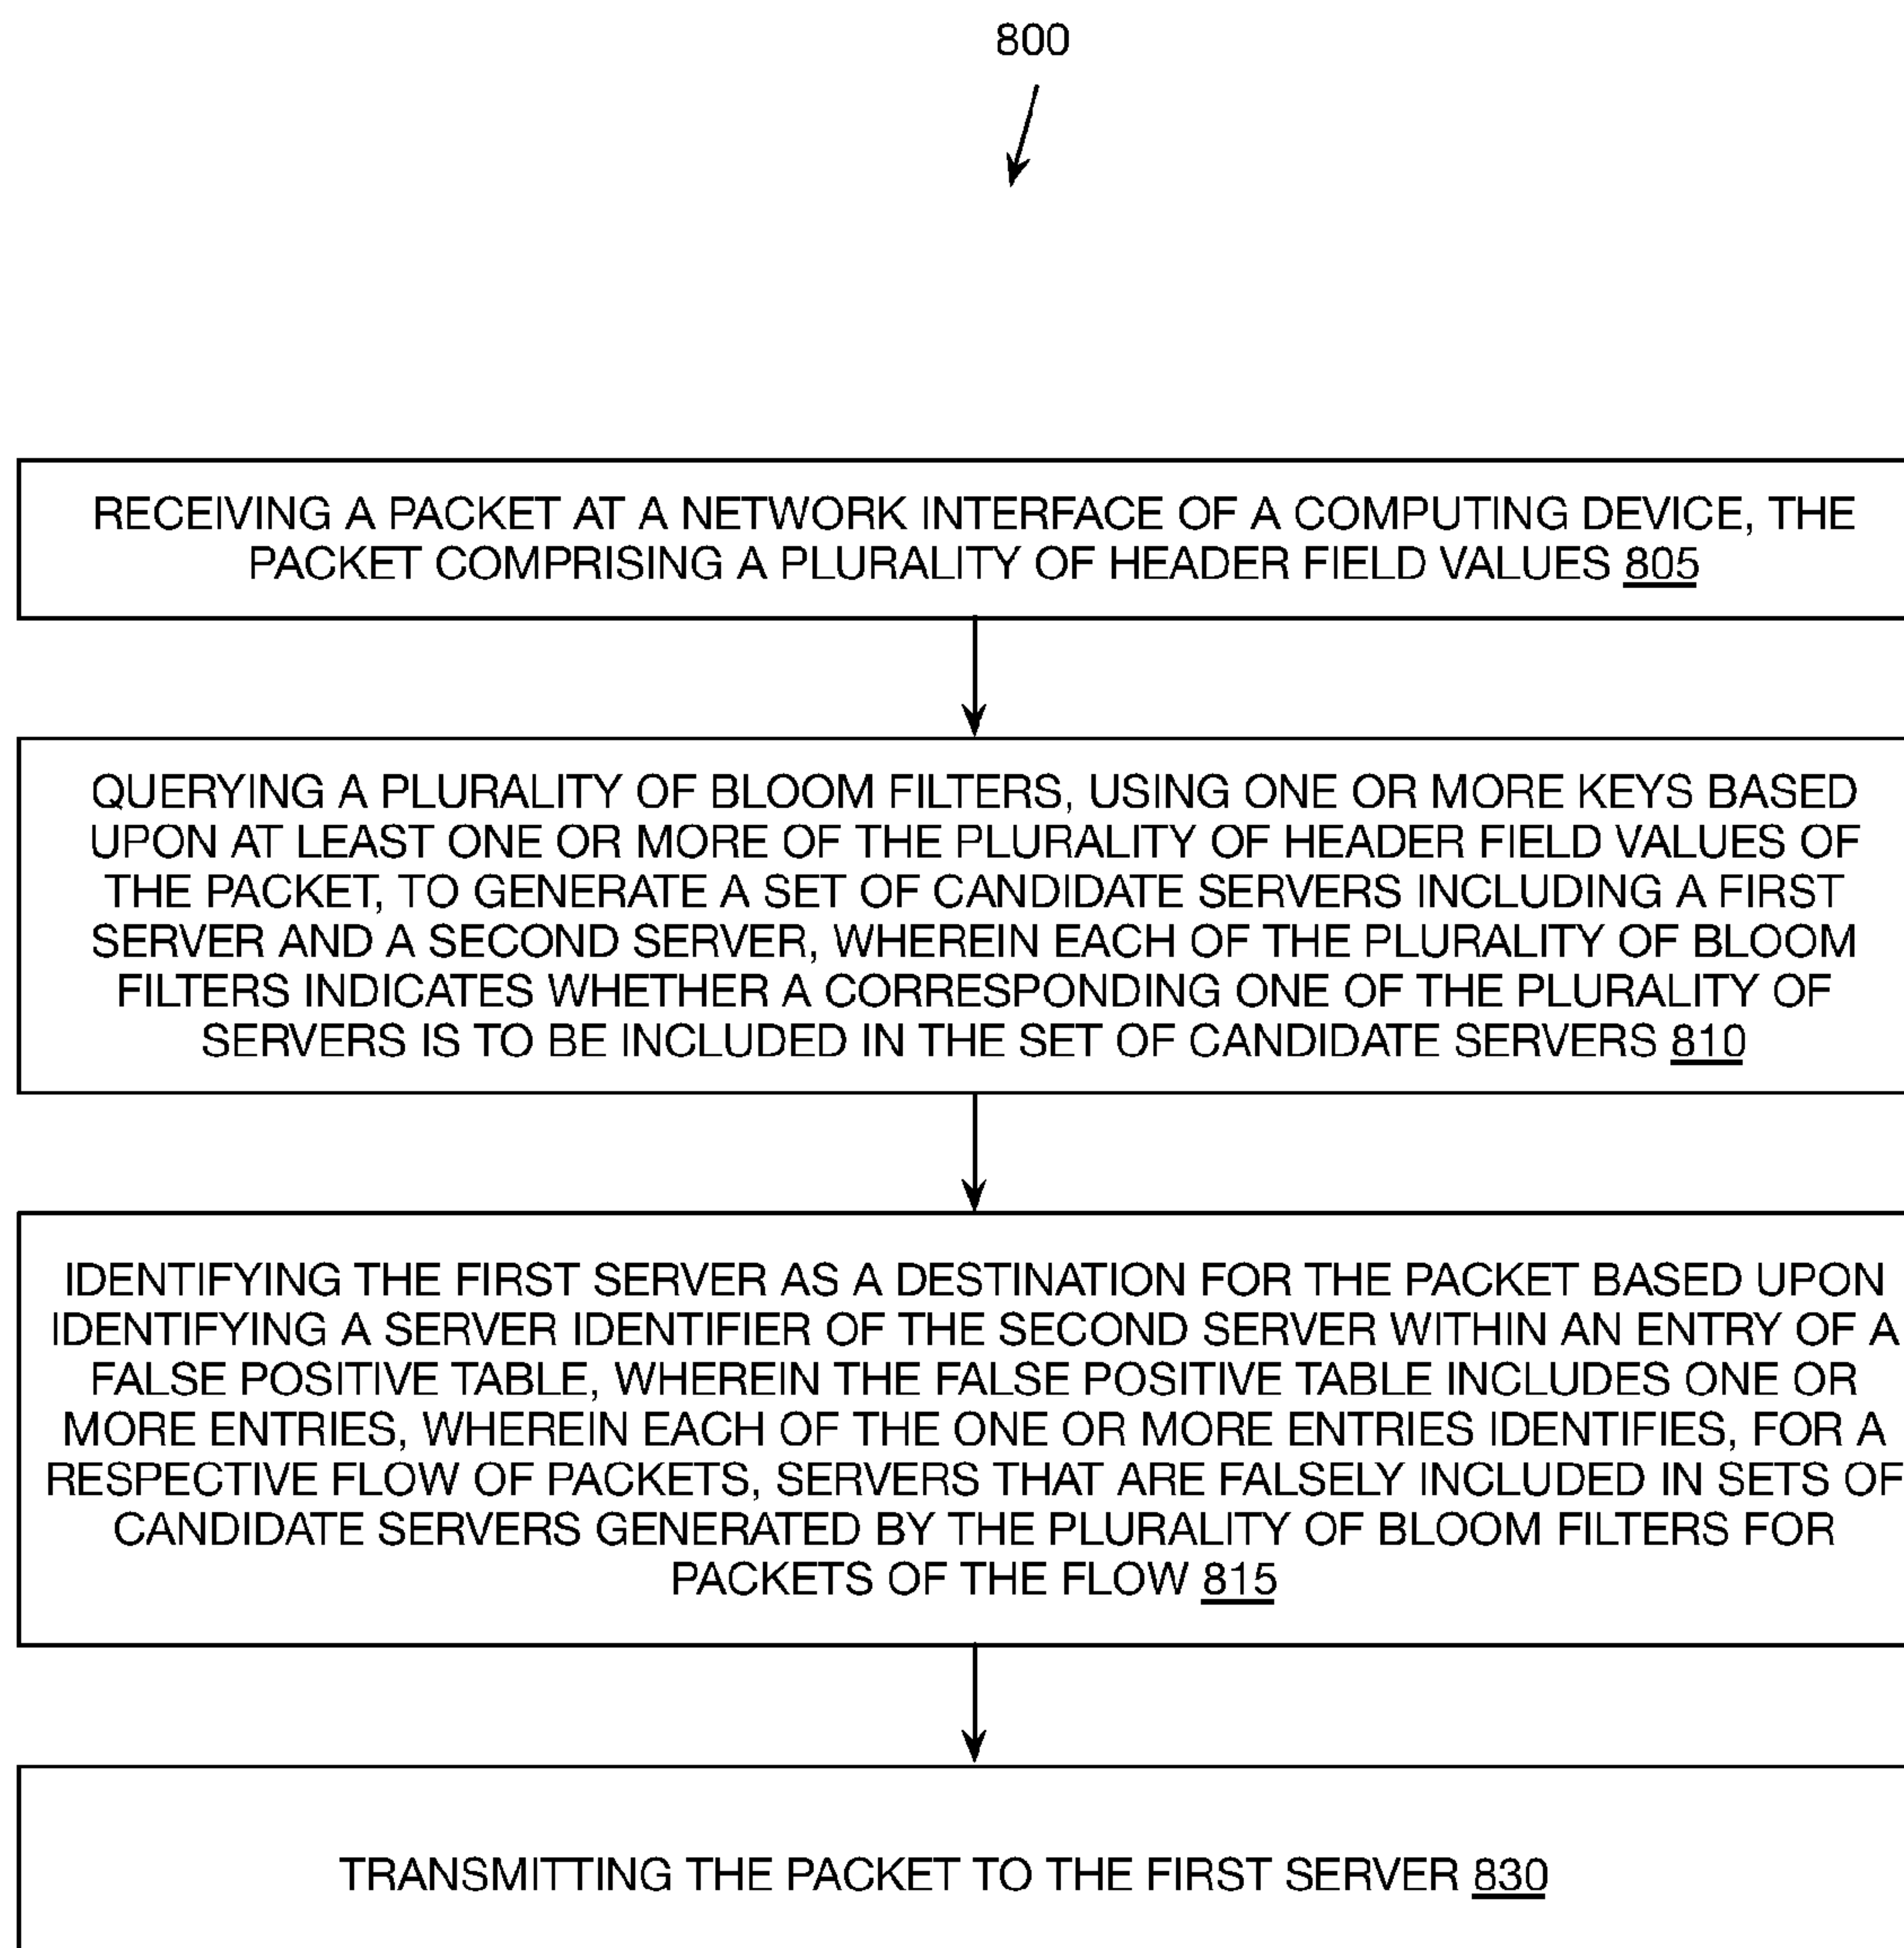 800
RECEIVING A PACKET AT A NETWORK INTERFACE OF A COMPUTING DEVICE, THE
PACKET COMPRISING A PLURALITY OF HEADER FIELD VALUES 805
QUERYING A PLURALITY OF BLOOM FILTERS, USING ONE OR MORE KEYS BASED
UPON AT LEAST ONE OR MORE OF THE PLURALITY OF HEADER FIELD VALUES OF
THE PACKET, TO GENERATE A SET OF CANDIDATE SERVERS INCLUDING A FIRST
SERVER AND A SECOND SERVER, WHEREIN EACH OF THE PLURALITY OF BLOOM
FILTERS INDICATES WHETHER A CORRESPONDING ONE OF THE PLURALITY OF
SERVERS IS TO BE INCLUDED IN THE SET OF CANDIDATE SERVERS 810
IDENTIFYING THE FIRST SERVER AS A DESTINATION FOR THE PACKET BASED UPON
IDENTIFYING A SERVER IDENTIFIER OF THE SECOND SERVER WITHIN AN ENTRY OF A
FALSE POSITIVE TABLE, WHEREIN THE FALSE POSITIVE TABLE INCLUDES ONE OR
MORE ENTRIES, WHEREIN EACH OF THE ONE OR MORE ENTRIES IDENTIFIES, FOR A
RESPECTIVE FLOW OF PACKETS, SERVERS THAT ARE FALSELY INCLUDED IN SETS OF
CANDIDATE SERVERS GENERATED BY THE PLURALITY OF BLOOM FILTERS FOR
PACKETS OF THE FLOW 815
TRANSMITTING THE PACKET TO THE FIRST SERVER 830